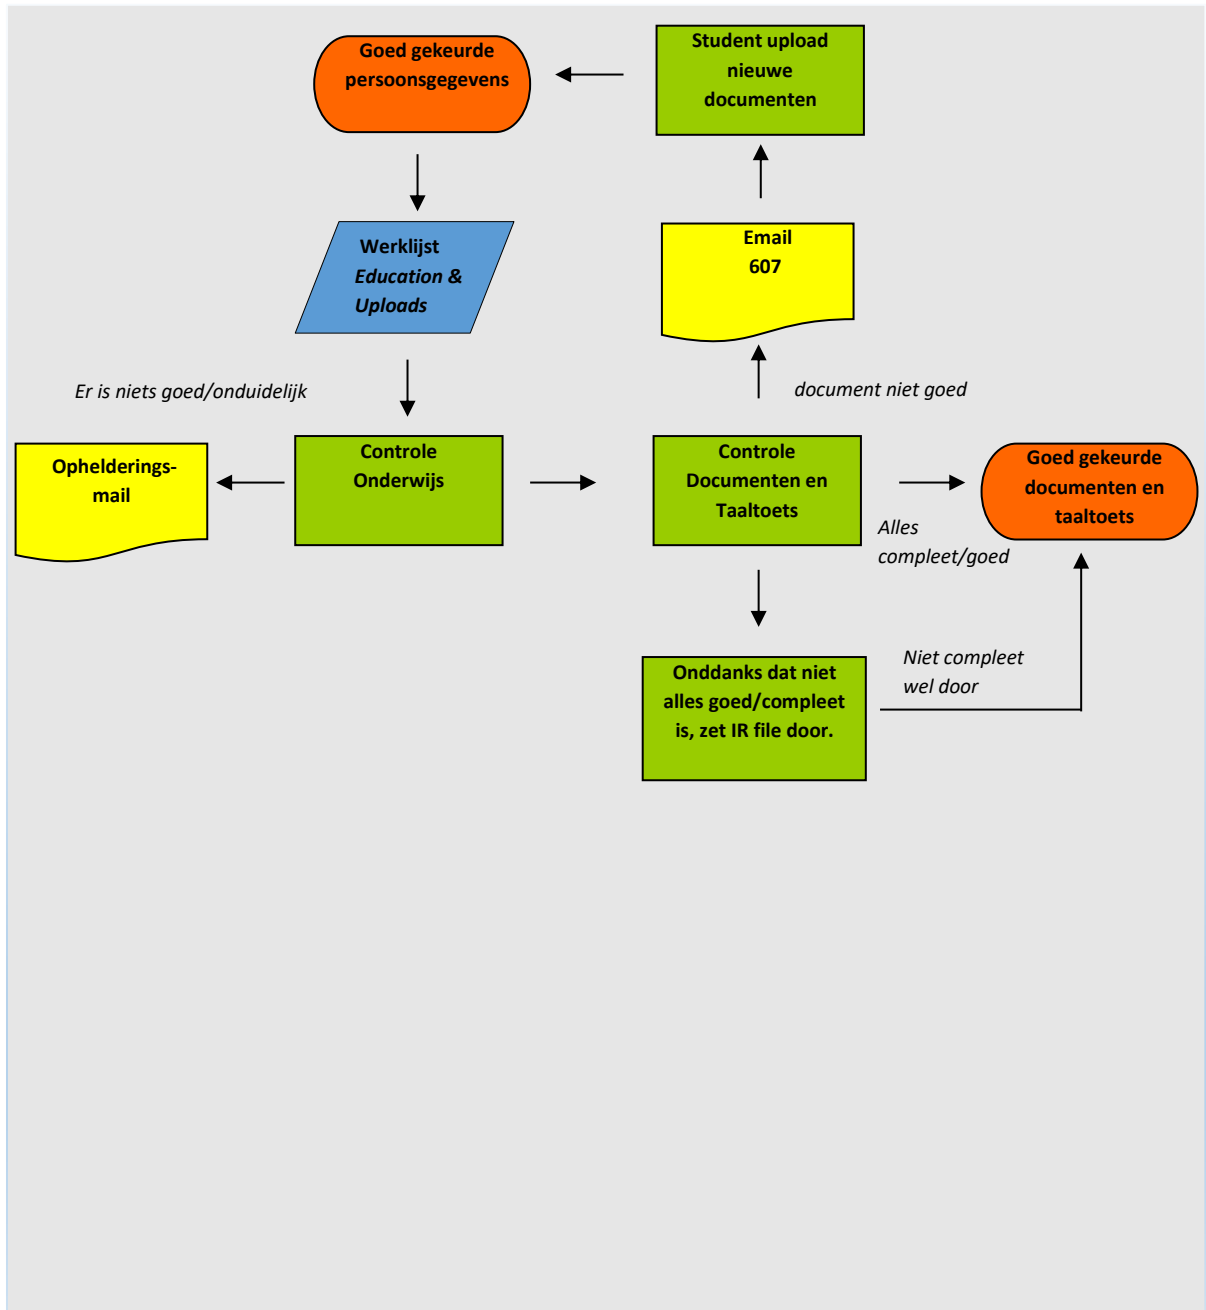 Goed gekeurde
persoonsgegevens
Student upload
nieuwe
documenten
Werklijst
Education &
Uploads
Email
607
Er is niets goed/onduidelijk
document niet goed
Ophelderings-
mail
Controle
Onderwijs
Controle
Documenten en
Taaltoets
Goed gekeurde
documenten en
taaltoets
Alles
compleet/goed
Onddanks dat niet
alles goed/compleet
is, zet IR file door.
Niet compleet
wel door